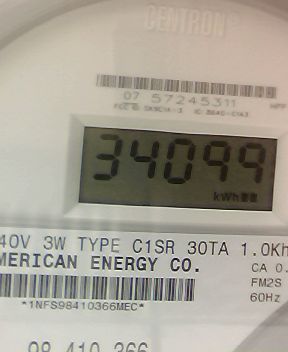 CENTRON®
07 57245311
34099
kWh
40V 3W TYPE C1SR 30TA 1.0Kh
MERICAN ENERGY CO.
CA 0.
FM2S
60Hz
*1NFS98410366MEC*
98 410 366